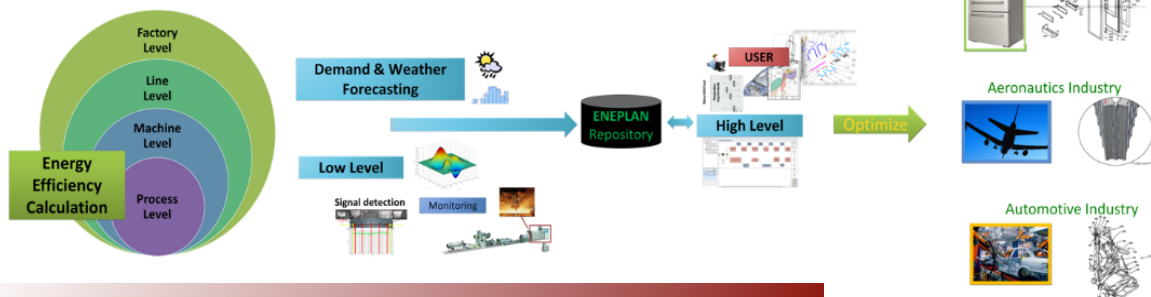 Factory
Level
Line
Level
Machine
Level
Process
Level
Energy
Efficiency
Calculation
Demand & Weather
Forecasting
Low Level
Signal detection
Monitoring
ENEPLAN
Repository
USER
High Level
Optimize
Aeronautics Industry
Automotive Industry